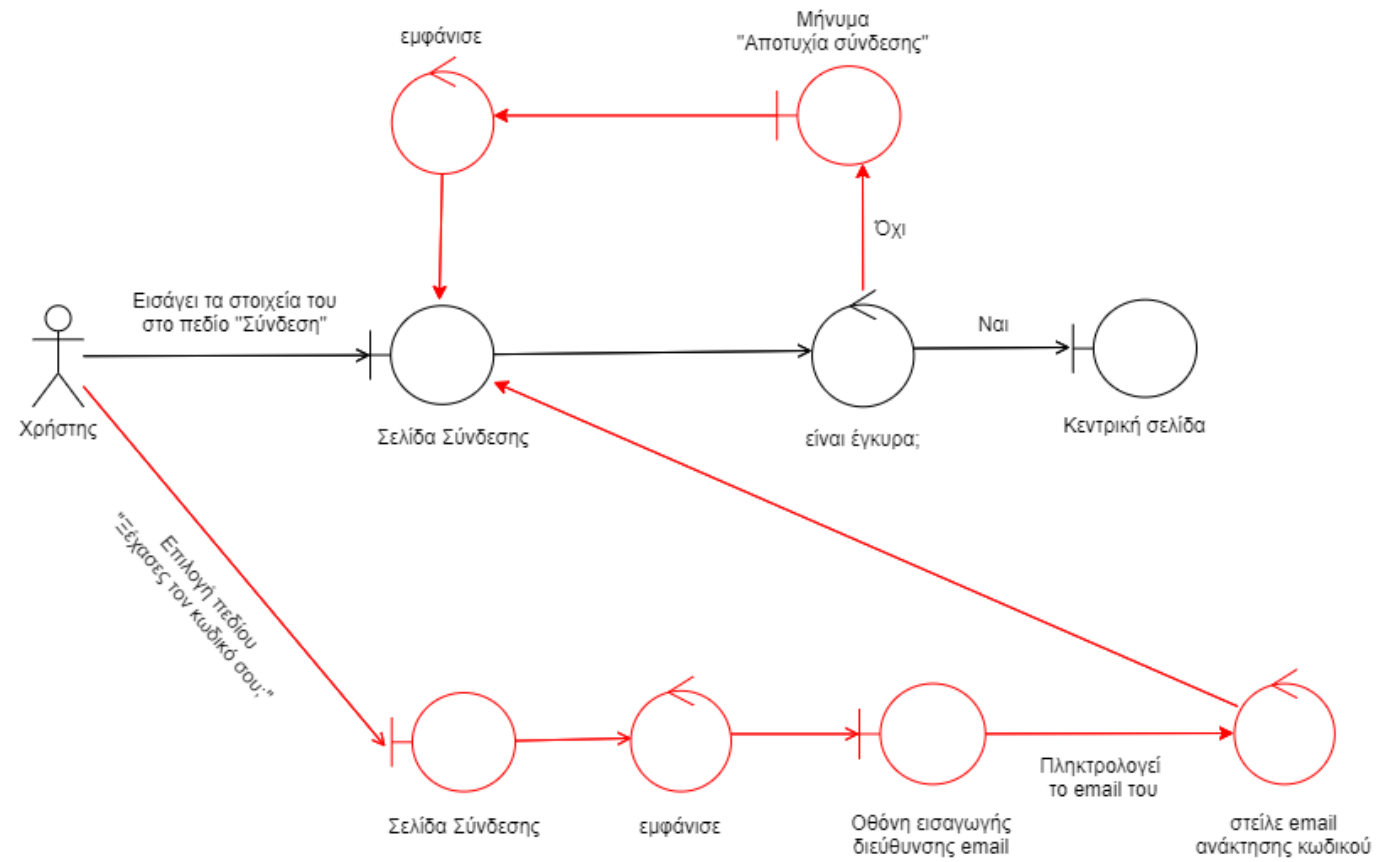 εμφάνισε
Μήνυμα
"Αποτυχία σύνδεσης"
Όχι
Εισάγει τα στοιχεία του
στο πεδίο "Σύνδεση"
Ναι
Χρήστης
Σελίδα Σύνδεσης
είναι έγκυρα;
Κεντρική σελίδα
Επιλογή πεδίου
"Ξέχασες τον κωδικό σου;"
Πληκτρολογεί
το email του
Σελίδα Σύνδεσης
εμφάνισε
Οθόνη εισαγωγής
διεύθυνσης email
στείλε email
ανάκτησης κωδικού